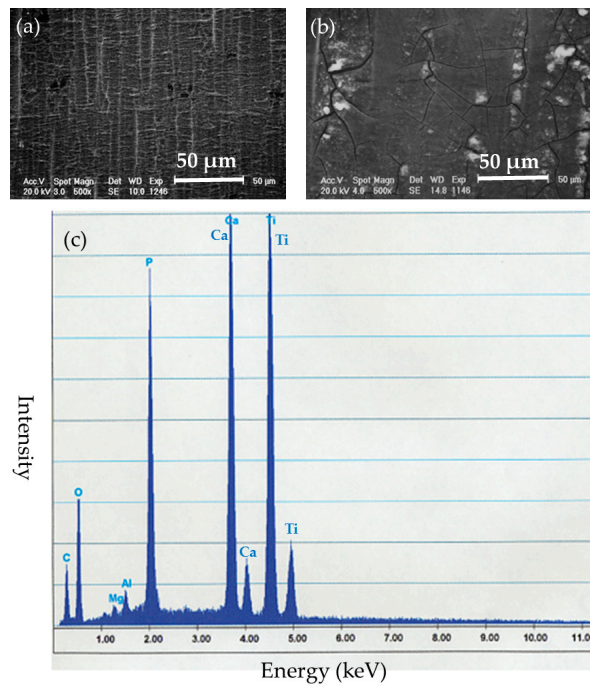 (a)
50 µm
Acc.V Spot Magn Det WD Exp
20.0 kV 3.0 500x SE 10.0 1246
50 µm
(b)
50 µm
Acc.V Spot Magn Det WD Exp
20.0 kV 4.0 500x SE 14.8 1146
50 µm
(c)
Ca Ca
Ti Ti
P
O
C
Mg
Al
Ca
Ti
Intensity
1.00 2.00 3.00 4.00 5.00 6.00 7.00 8.00 9.00 10.00 11.0
Energy (keV)